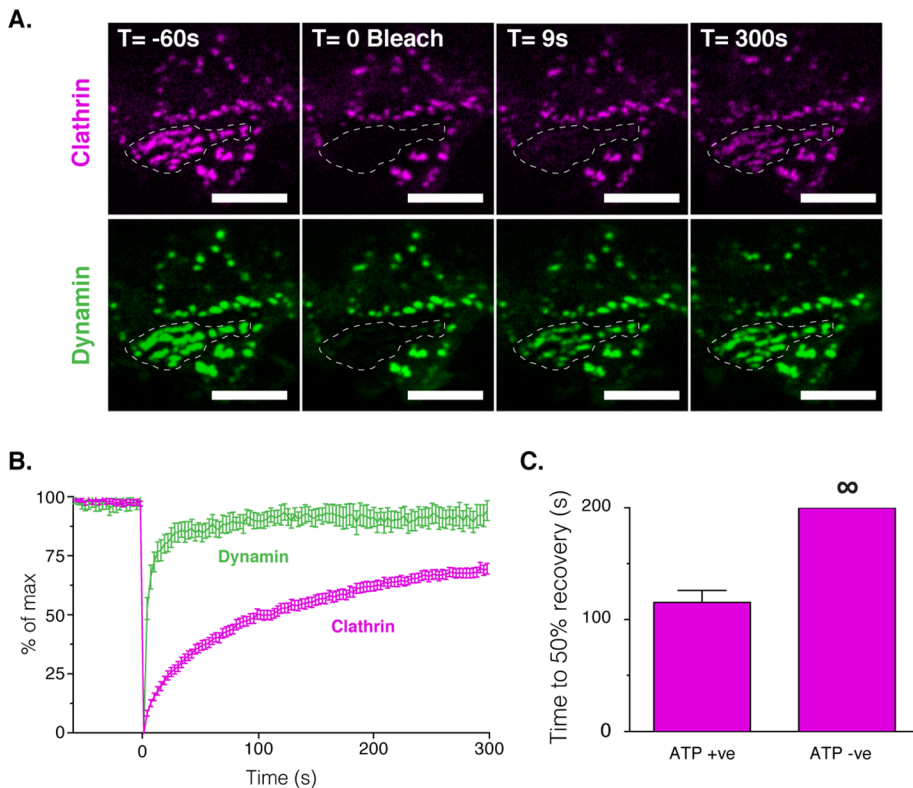 A.
T= -60s
T= 0 Bleach
9s
T= 300s
Clathrin
Dynamin
B.
100
75
50
25
0
% of max
Dynamin
Clathrin
0
100
200
300
Time (s)
C.
∞
200
100
0
Time to 50% recovery (s)
ATP +ve
ATP -ve